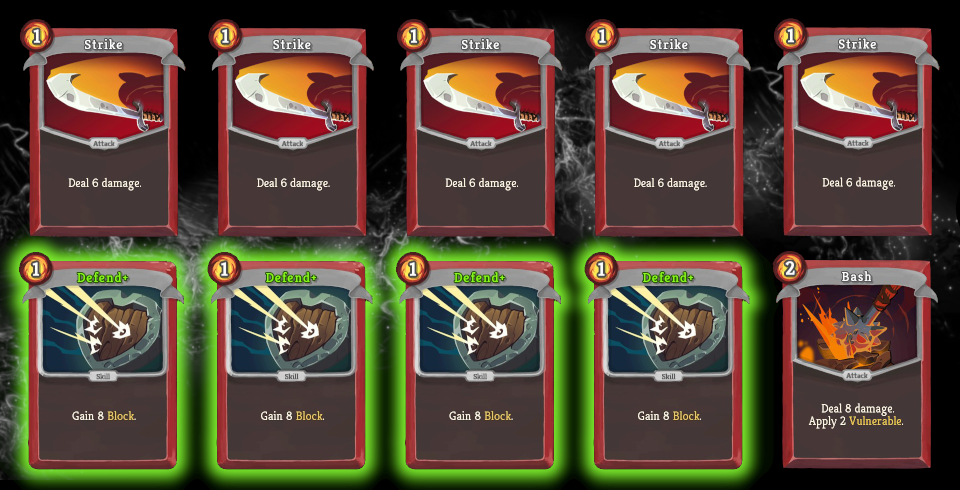 1 1 1 1 1
Strike Strike Strike Strike Strike
Attack Attack Attack Attack Attack
Deal 6 damage. Deal 6 damage. Deal 6 damage. Deal 6 damage. Deal 6 damage.
1 1 1 1 2
Defend+ Defend+ Defend+ Defend+ Bash
Skill Skill Skill Skill Attack
Gain 8 Block. Gain 8 Block. Gain 8 Block. Gain 8 Block. Deal 8 damage.
Apply 2 Vulnerable.